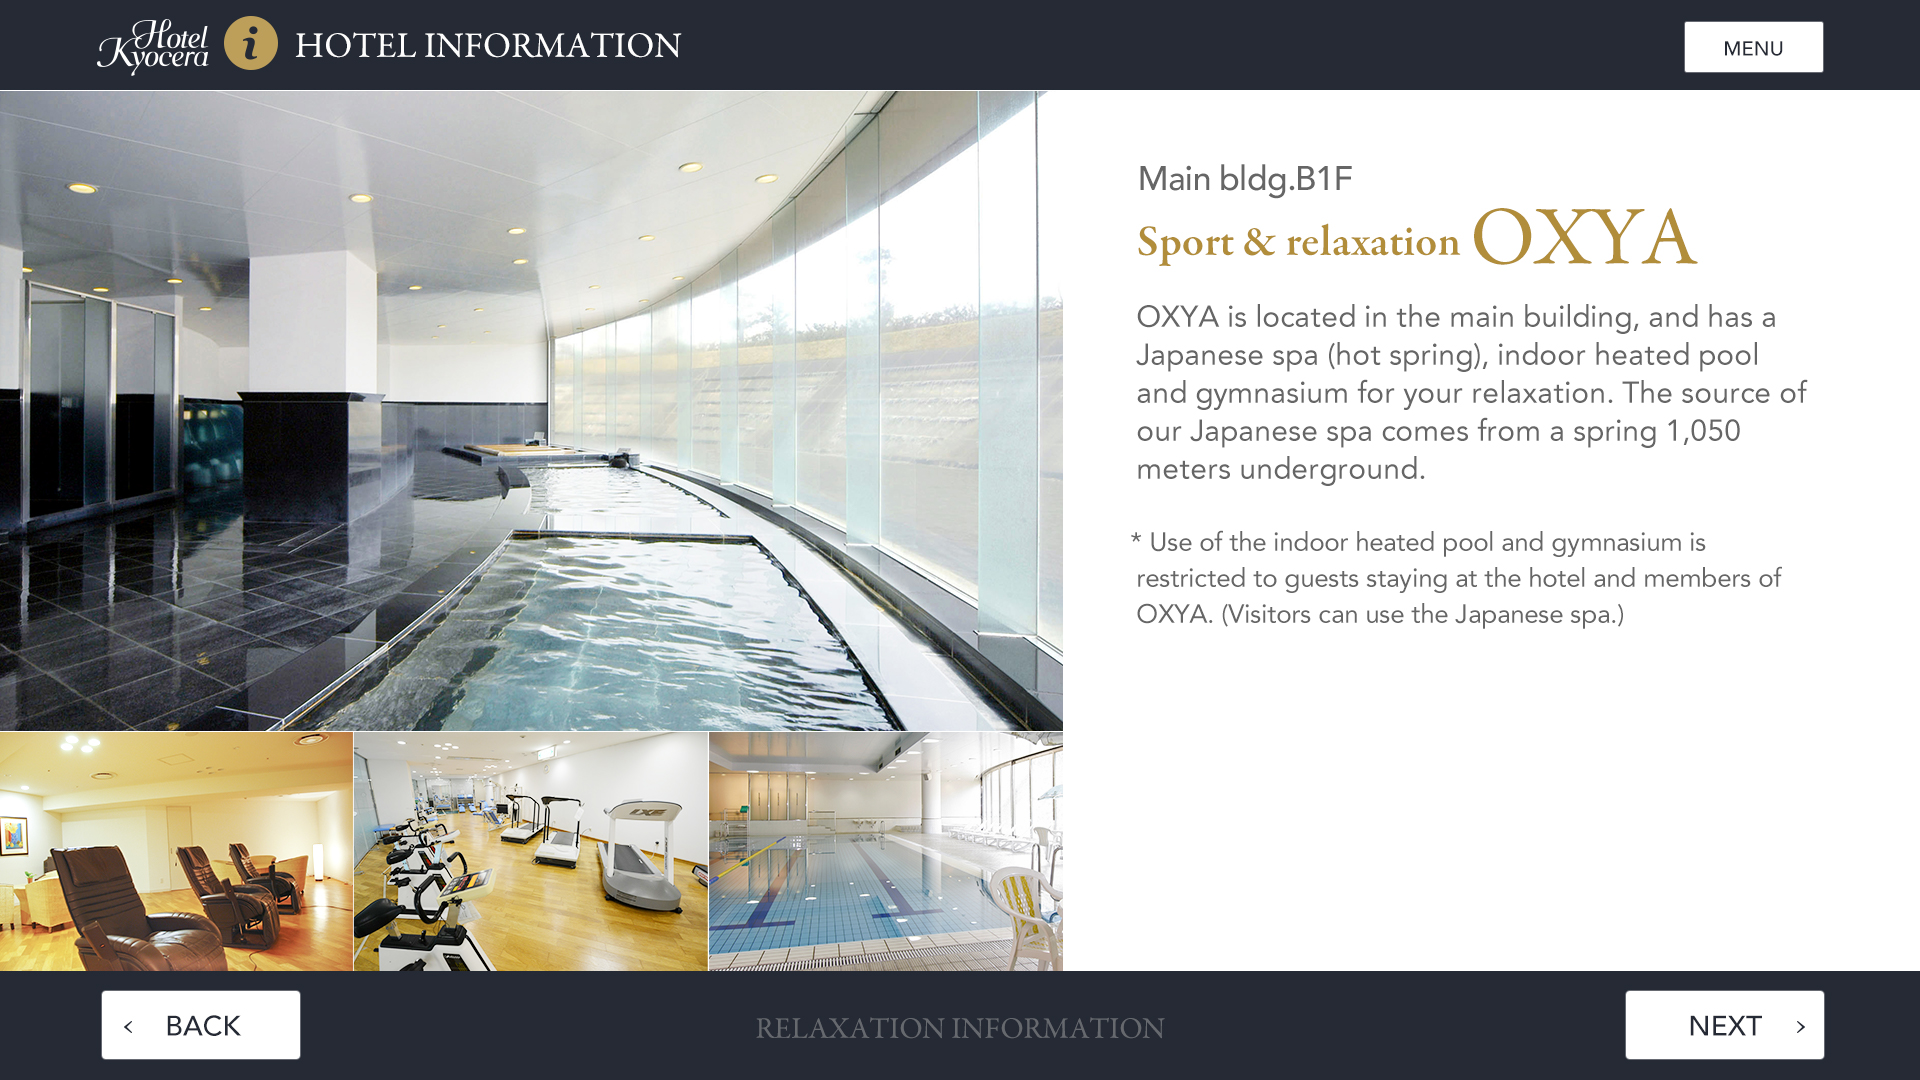 Hotel
Kyocera
i HOTEL INFORMATION
MENU
Main bldg.B1F
Sport & relaxation OXYA
OXYA is located in the main building, and has a
Japanese spa (hot spring), indoor heated pool
and gymnasium for your relaxation. The source of
our Japanese spa comes from a spring 1,050
meters underground.
* Use of the indoor heated pool and gymnasium is
restricted to guests staying at the hotel and members of
OXYA. (Visitors can use the Japanese spa.)
LXE
< BACK
RELAXATION INFORMATION
NEXT >